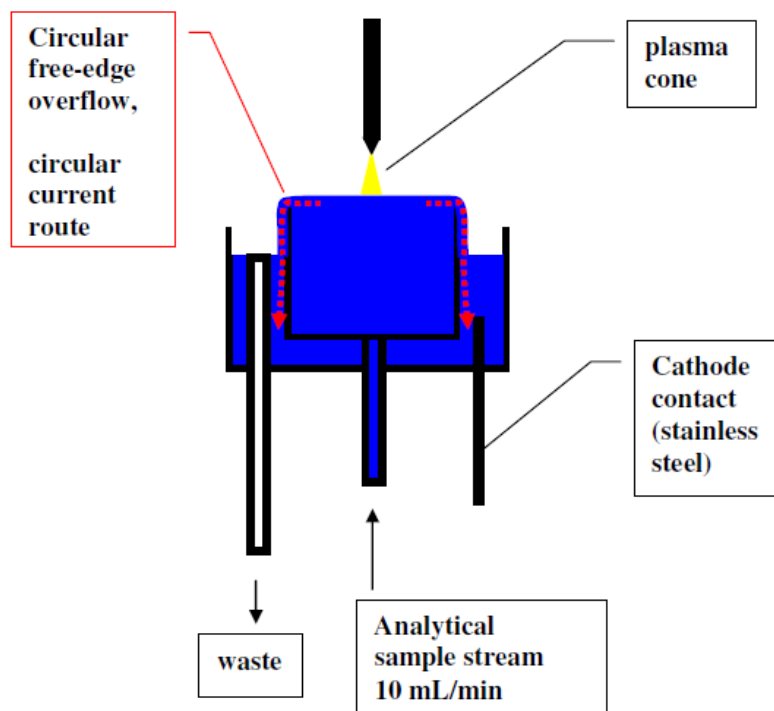 Circular
free-edge
overflow,
circular
current
route
plasma
cone
Cathode
contact
(stainless
steel)
waste
Analytical
sample stream
10 mL/min